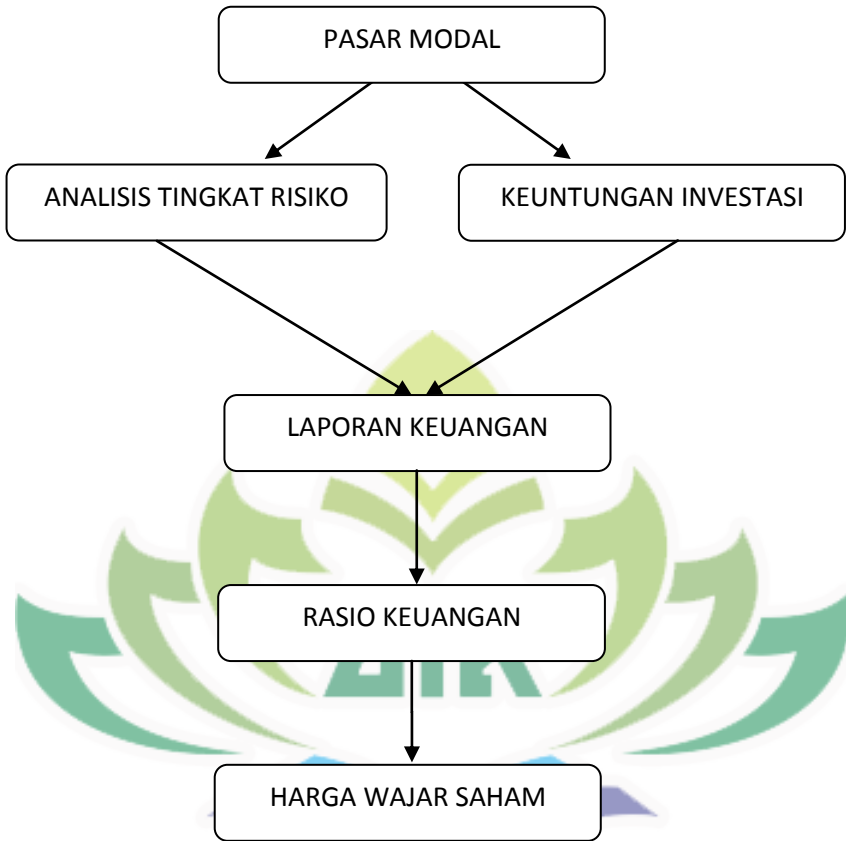 PASAR MODAL
ANALISIS TINGKAT RISIKO
KEUNTUNGAN INVESTASI
LAPORAN KEUANGAN
RASIO KEUANGAN
HARGA WAJAR SAHAM